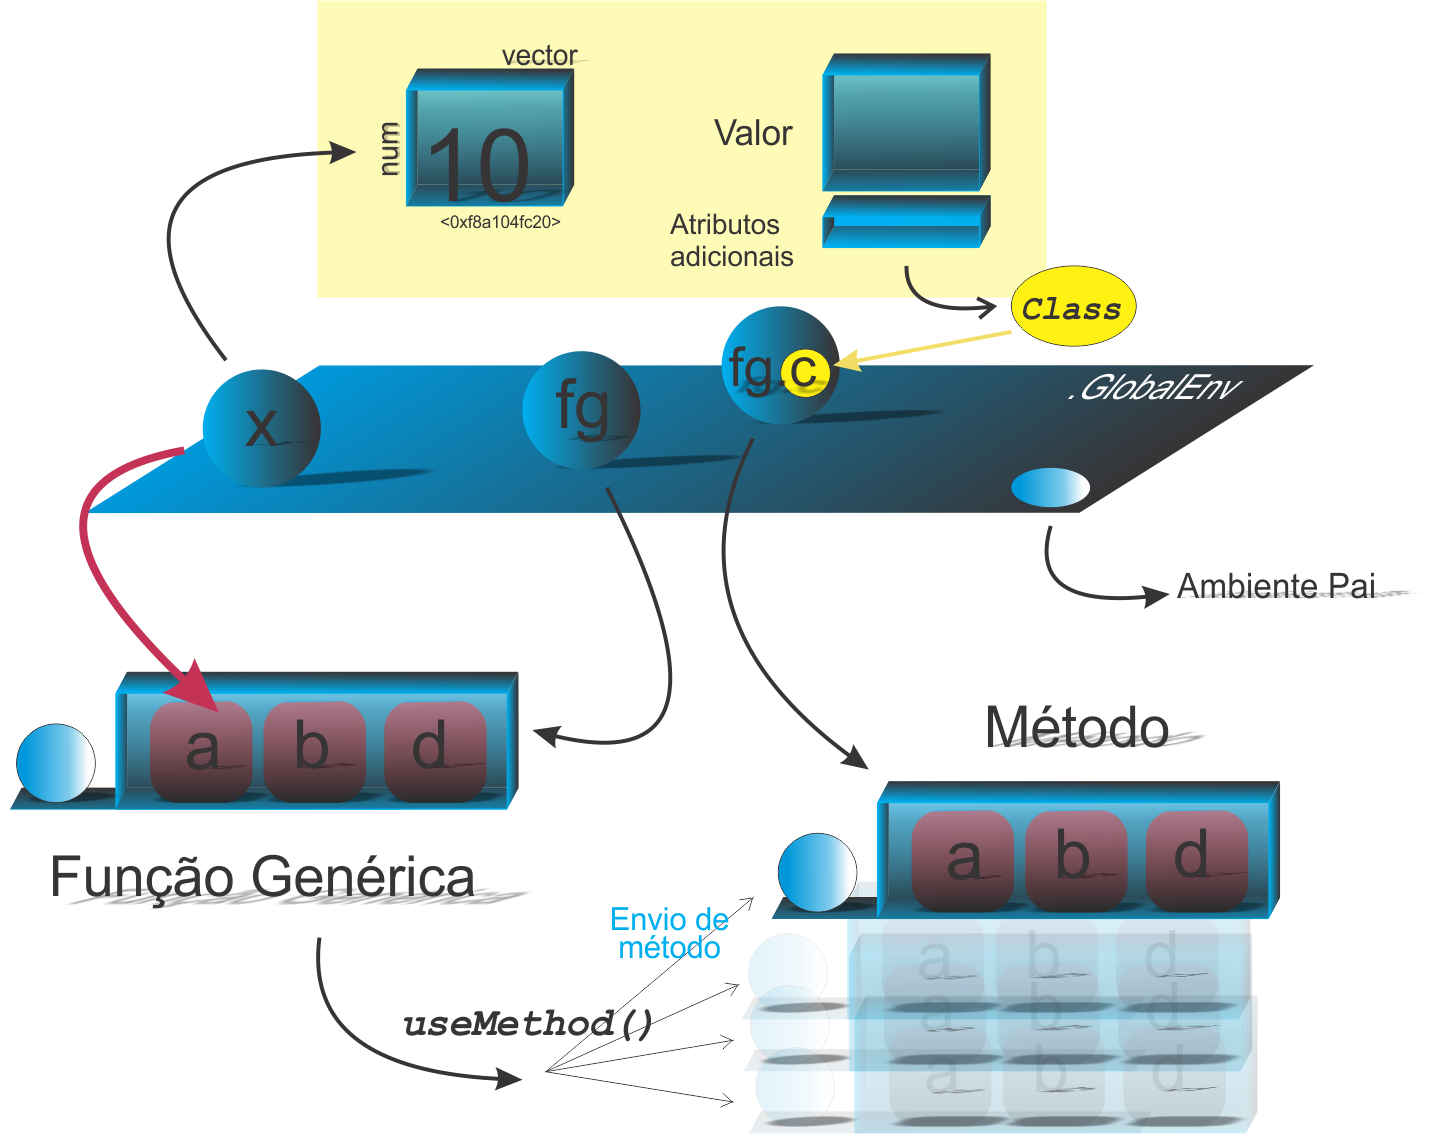 vector
num
10
<0xf8a104fc20>
Valor
Atributos
adicionais
Class
x
fg
fg.c
.GlobalEnv
Ambiente Pai
a b d
Função Genérica
Método
a b d
Envio de
método
useMethod()
a b d
a b d
a b d